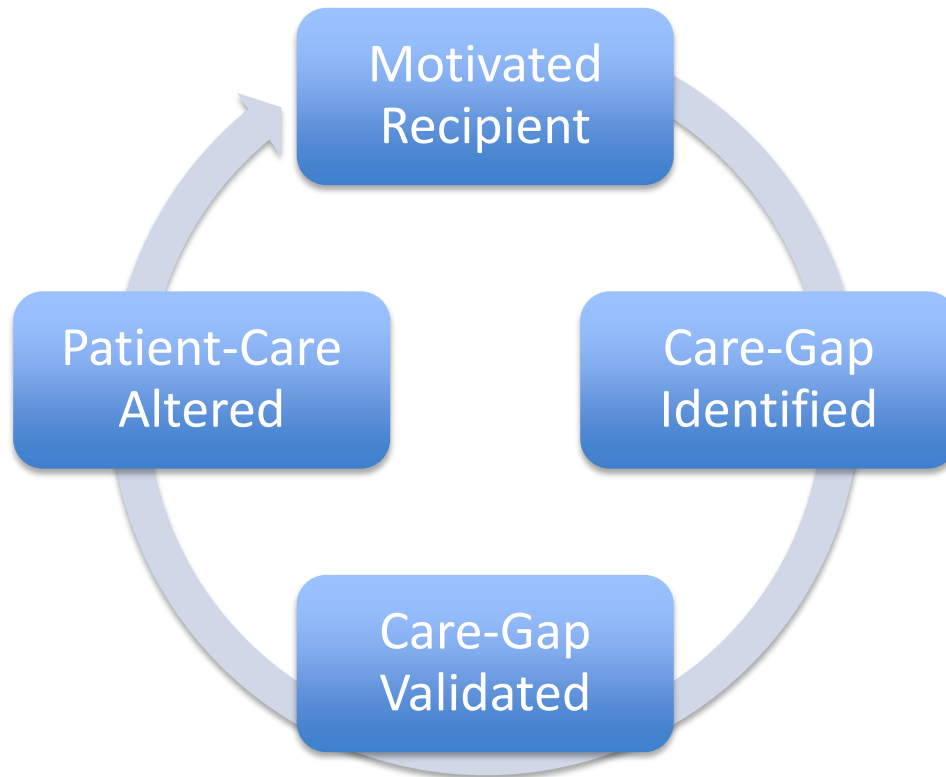 Motivated
Recipient
Care-Gap
Identified
Care-Gap
Validated
Patient-Care
Altered